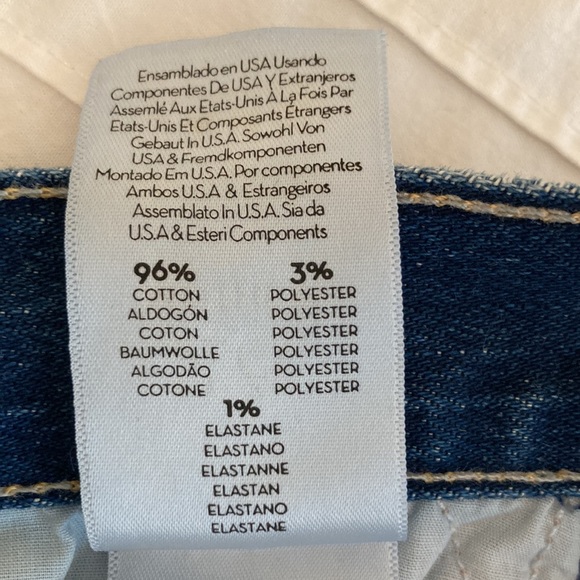 Ensamblado en USA Usando
Componentes De USA Y Extranjeros
Assemlé Aux Etats-Unis À La Fois Par
Etats-Unis Et Composants Étrangers
Gebaut In U.S.A. Sowohl Von
USA & Fremdkomponenten
Montado Em U.S.A. Por componentes
Ambos U.S.A & Estrangeiros
Assemblato In U.S.A. Sia da
U.S.A & Esteri Components
96% 3%
COTTON POLYESTER
ALDOGÓN POLYESTER
COTON POLYESTER
BAUMWOLLE POLYESTER
ALGODÃO POLYESTER
COTONE POLYESTER
1%
ELASTANE
ELASTANO
ELASTANNE
ELASTAN
ELASTANO
ELASTANE